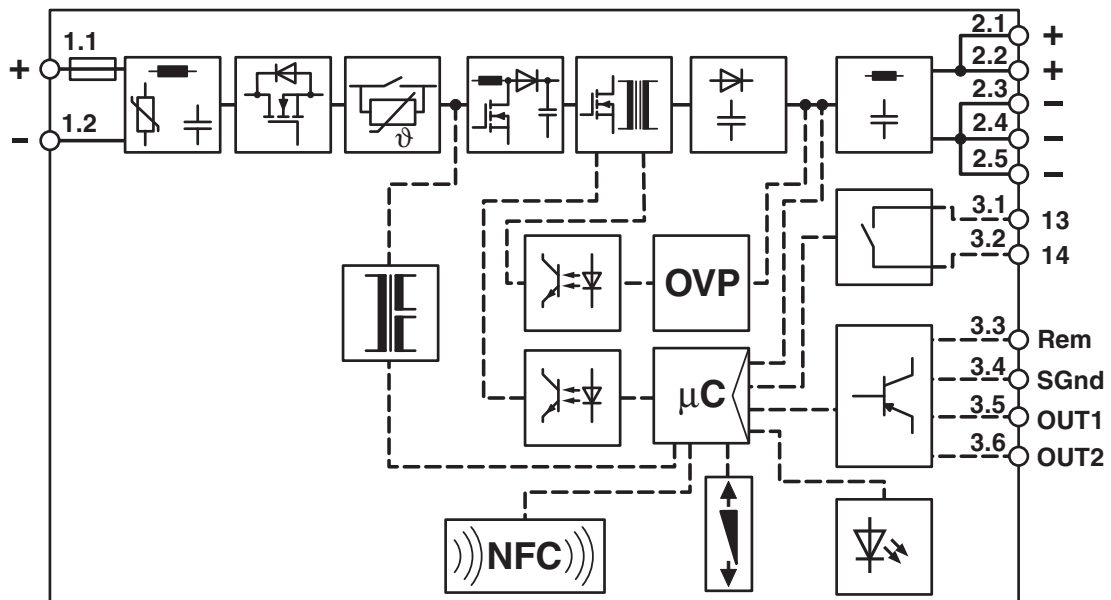 1.1
+
1.2
−
ϑ
2.1
+
2.2
+
2.3
−
2.4
−
2.5
−
3.1
13
3.2
14
OVP
3.3
Rem
3.4
SGnd
μC
3.5
OUT1
3.6
OUT2
NFC